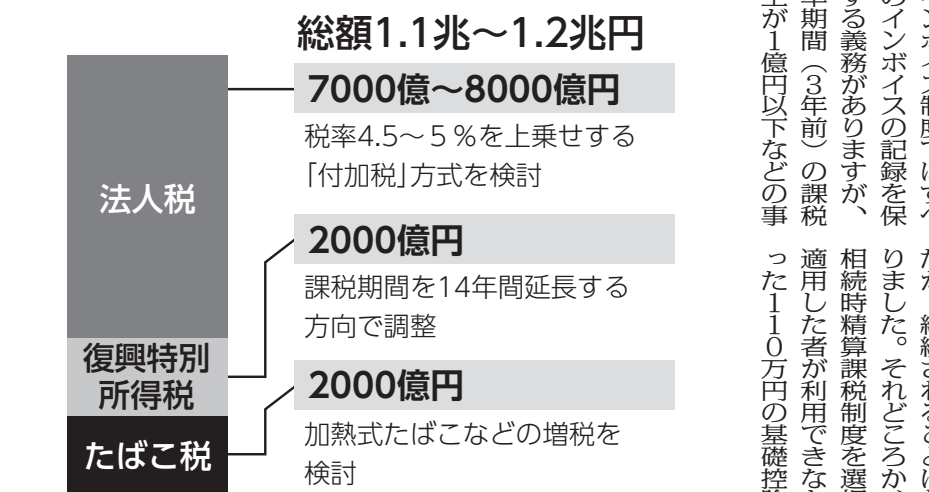 総額1.1兆〜1.2兆円
法人税
7000億〜8000億円
税率4.5〜5%を上乗せする
「付加税」方式を検討
復興特別
所得税
2000億円
課税期間を14年間延長する
方向で調整
たばこ税
2000億円
加熱式たばこなどの増税を
検討
のインボイスの記録を保
する義務がありますが、
期間（3年前）の課税
が1億円以下などの事
りました。それどころか
相続時精算課税制度を選
適用した者が利用できな
った110万円の基礎控